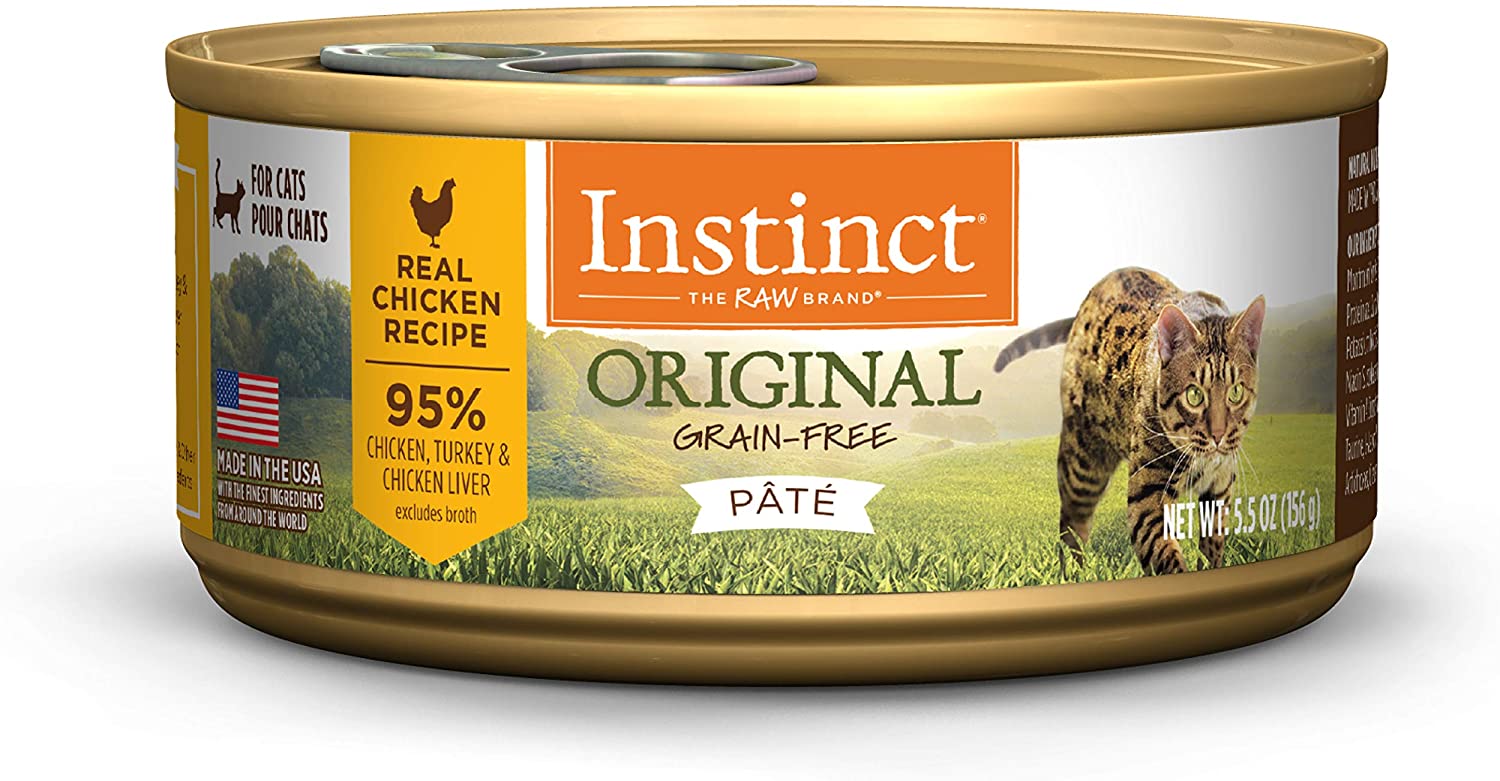 FOR CATS
POUR CHATS
MADE IN THE USA
WITH THE FINEST INGREDIENTS
FROM AROUND THE WORLD
REAL
CHICKEN
RECIPE
95%
CHICKEN, TURKEY &
CHICKEN LIVER
excludes broth
Instinct®
THE RAW BRAND®
ORIGINAL
GRAIN-FREE
PÂTÉ
NET WT: 5.5 OZ (156 g)
NATURAL
MADE